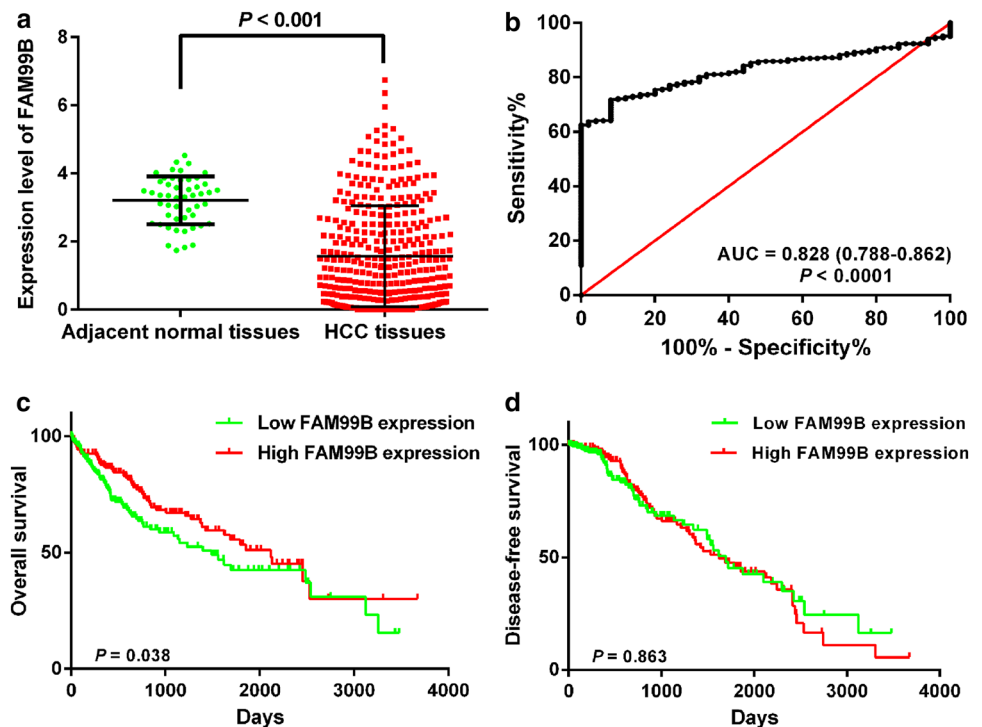 a
P < 0.001
Expression level of FAM99B
8
6
4
2
0
Adjacent normal tissues
HCC tissues
b
Sensitivity%
100
80
60
40
20
0
AUC = 0.828 (0.788-0.862)
P < 0.0001
0 20 40 60 80 100
100% - Specificity%
c
Low FAM99B expression
High FAM99B expression
Overall survival
100
50
0
P = 0.038
0 1000 2000 3000 4000
Days
d
Low FAM99B expression
High FAM99B expression
Disease-free survival
100
50
0
P = 0.863
0 1000 2000 3000 4000
Days